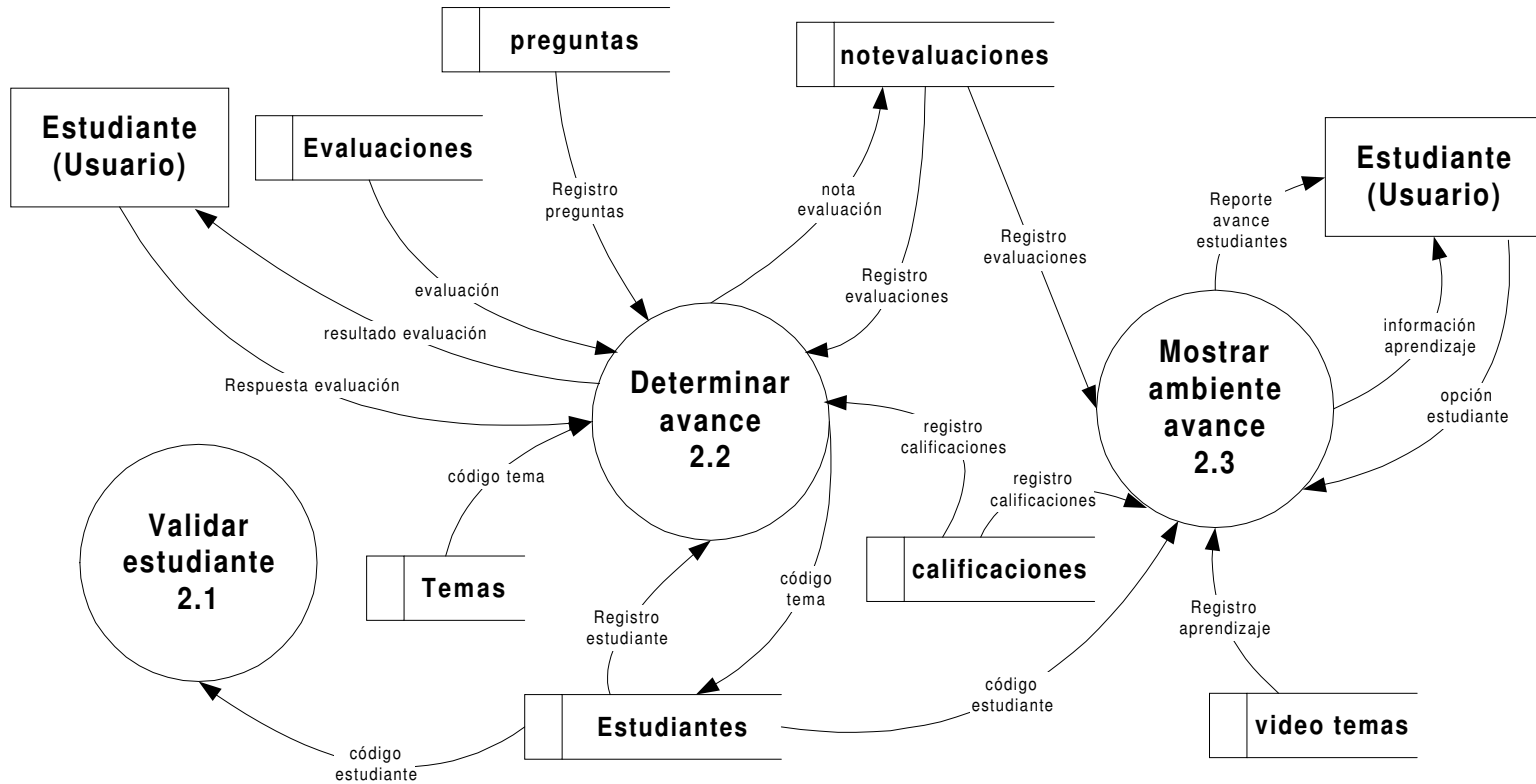 preguntas
notevaluaciones
Estudiante
(Usuario)
Evaluaciones
Estudiante
(Usuario)
Registro
preguntas
nota
evaluación
Reporte
avance
estudiantes
Registro
evaluaciones
Registro
evaluaciones
evaluación
resultado evaluación
información
aprendizaje
Respuesta evaluación
Determinar
avance
2.2
Mostrar
ambiente
avance
2.3
opción
estudiante
registro
calificaciones
código tema
registro
calificaciones
Validar
estudiante
2.1
Temas
calificaciones
código
tema
Registro
estudiante
Registro
aprendizaje
código
estudiante
Estudiantes
video temas
código
estudiante